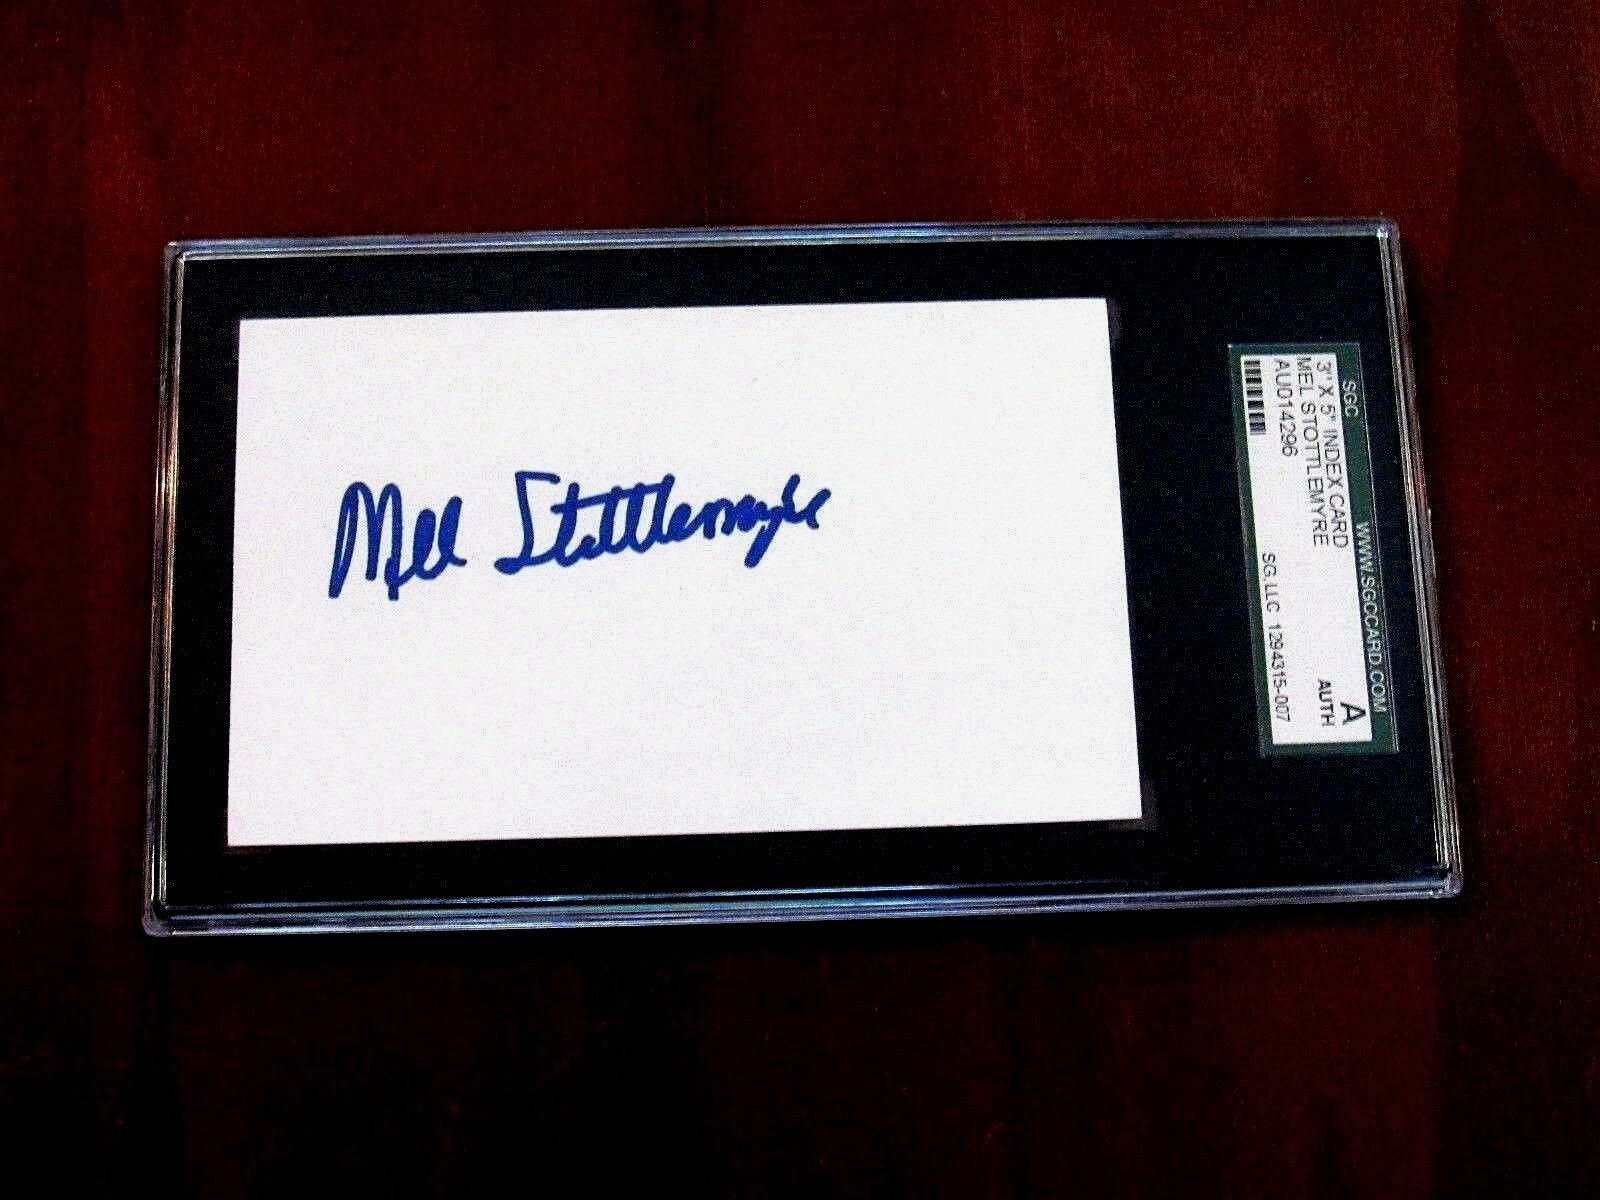 Mel Stottlemyre
SGC WWW.SGCCARD.COM
3" X 5" INDEX CARD A
MEL STOTTLEMYRE AUTH
AU014296
SG, LLC 1294315-007